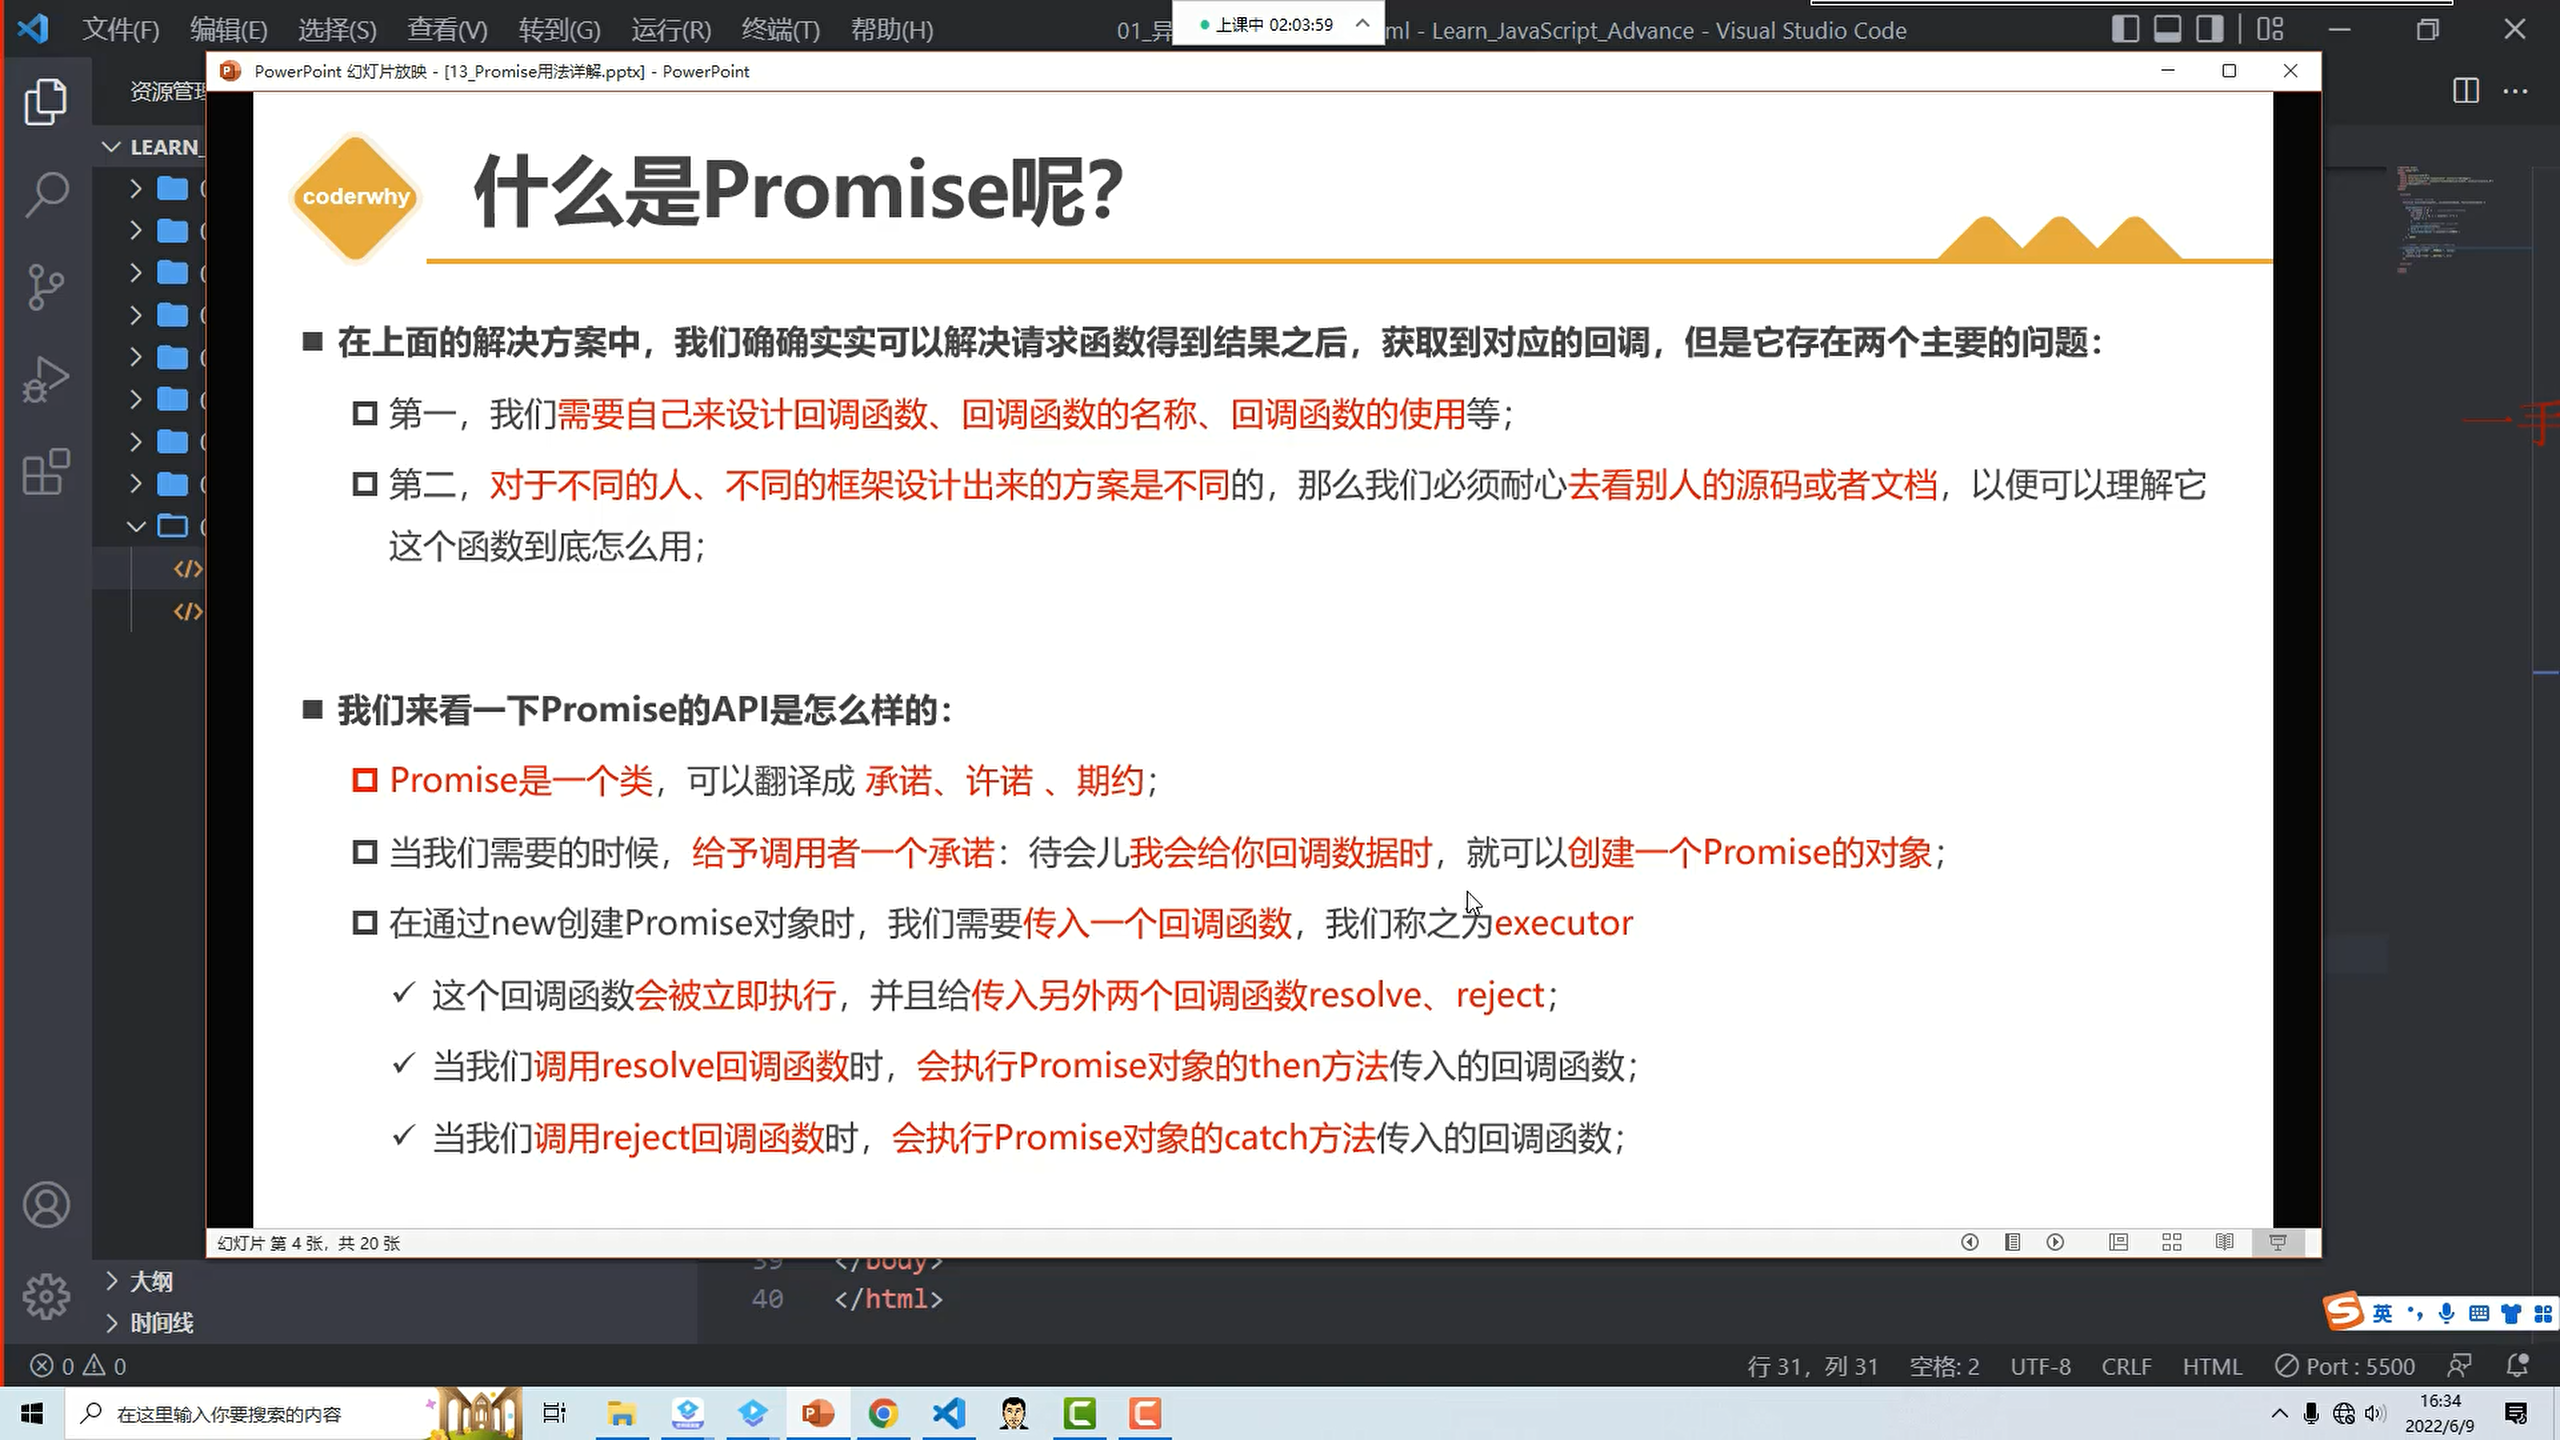 文件(F) 编辑(E) 选择(S) 查看(V) 转到(G) 运行(R) 终端(T) 帮助(H)
01_异
上课中 02:03:59
ml - Learn_JavaScript_Advance - Visual Studio Code
PowerPoint 幻灯片放映 - [13_Promise用法详解.pptx] - PowerPoint
资源管理
LEARN_
coderwhy
什么是Promise呢？
在上面的解决方案中，我们确确实实可以解决请求函数得到结果之后，获取到对应的回调，但是它存在两个主要的问题：
第一，我们需要自己来设计回调函数、回调函数的名称、回调函数的使用等；
一手
第二，对于不同的人、不同的框架设计出来的方案是不同的，那么我们必须耐心去看别人的源码或者文档，以便可以理解它
这个函数到底怎么用；
我们来看一下Promise的API是怎么样的：
Promise是一个类，可以翻译成 承诺、许诺 、期约；
当我们需要的时候，给予调用者一个承诺：待会儿我会给你回调数据时，就可以创建一个Promise的对象；
在通过new创建Promise对象时，我们需要传入一个回调函数，我们称之为executor
这个回调函数会被立即执行，并且给传入另外两个回调函数resolve、reject；
当我们调用resolve回调函数时，会执行Promise对象的then方法传入的回调函数；
当我们调用reject回调函数时，会执行Promise对象的catch方法传入的回调函数；
幻灯片 第 4 张，共 20 张
39 </body>
40 </html>
大纲
时间线
英
0 0
行 31，列 31 空格: 2 UTF-8 CRLF HTML Port : 5500
在这里输入你要搜索的内容
16:34
2022/6/9